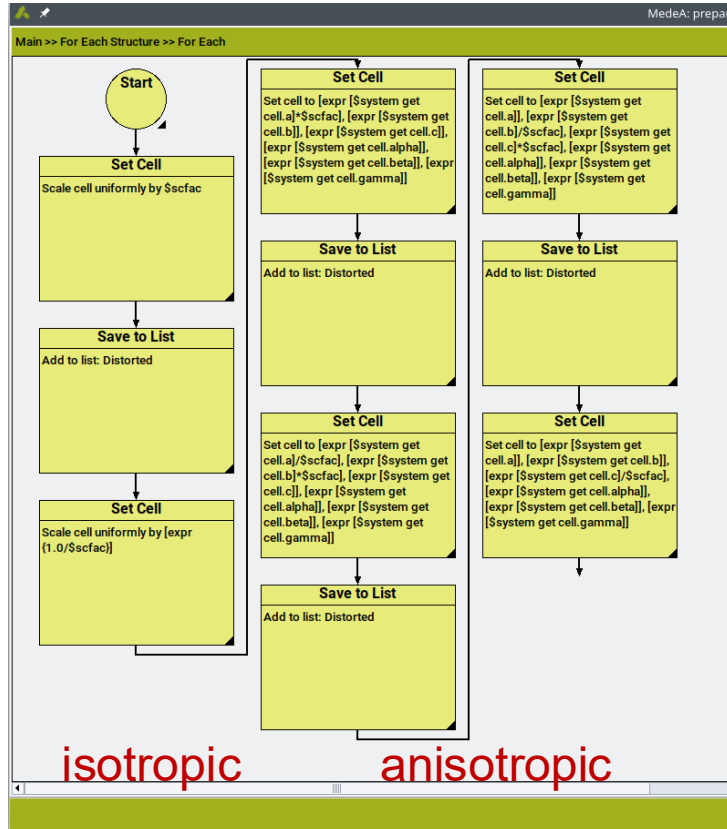 MedeA: prepar
Main >> For Each Structure >> For Each
Start
Set Cell
Scale cell uniformly by $scfac
Save to List
Add to list: Distorted
Set Cell
Scale cell uniformly by [expr
{1.0/$scfac}]
Set Cell
Set cell to [expr [$system get
cell.a]*$scfac], [expr [$system get
cell.b]], [expr [$system get cell.c]],
[expr [$system get cell.alpha]],
[expr [$system get cell.beta]], [expr
[$system get cell.gamma]]
Save to List
Add to list: Distorted
Set Cell
Set cell to [expr [$system get
cell.a]/$scfac], [expr [$system get
cell.b]*$scfac], [expr [$system get
cell.c]], [expr [$system get
cell.alpha]], [expr [$system get
cell.beta]], [expr [$system get
cell.gamma]]
Save to List
Add to list: Distorted
Set Cell
Set cell to [expr [$system get
cell.a]], [expr [$system get
cell.b]/$scfac], [expr [$system get
cell.c]*$scfac], [expr [$system get
cell.alpha]], [expr [$system get
cell.beta]], [expr [$system get
cell.gamma]]
Save to List
Add to list: Distorted
Set Cell
Set cell to [expr [$system get
cell.a]], [expr [$system get cell.b]],
[expr [$system get cell.c]/$scfac],
[expr [$system get cell.alpha]],
[expr [$system get cell.beta]], [expr
[$system get cell.gamma]]
isotropic
anisotropic